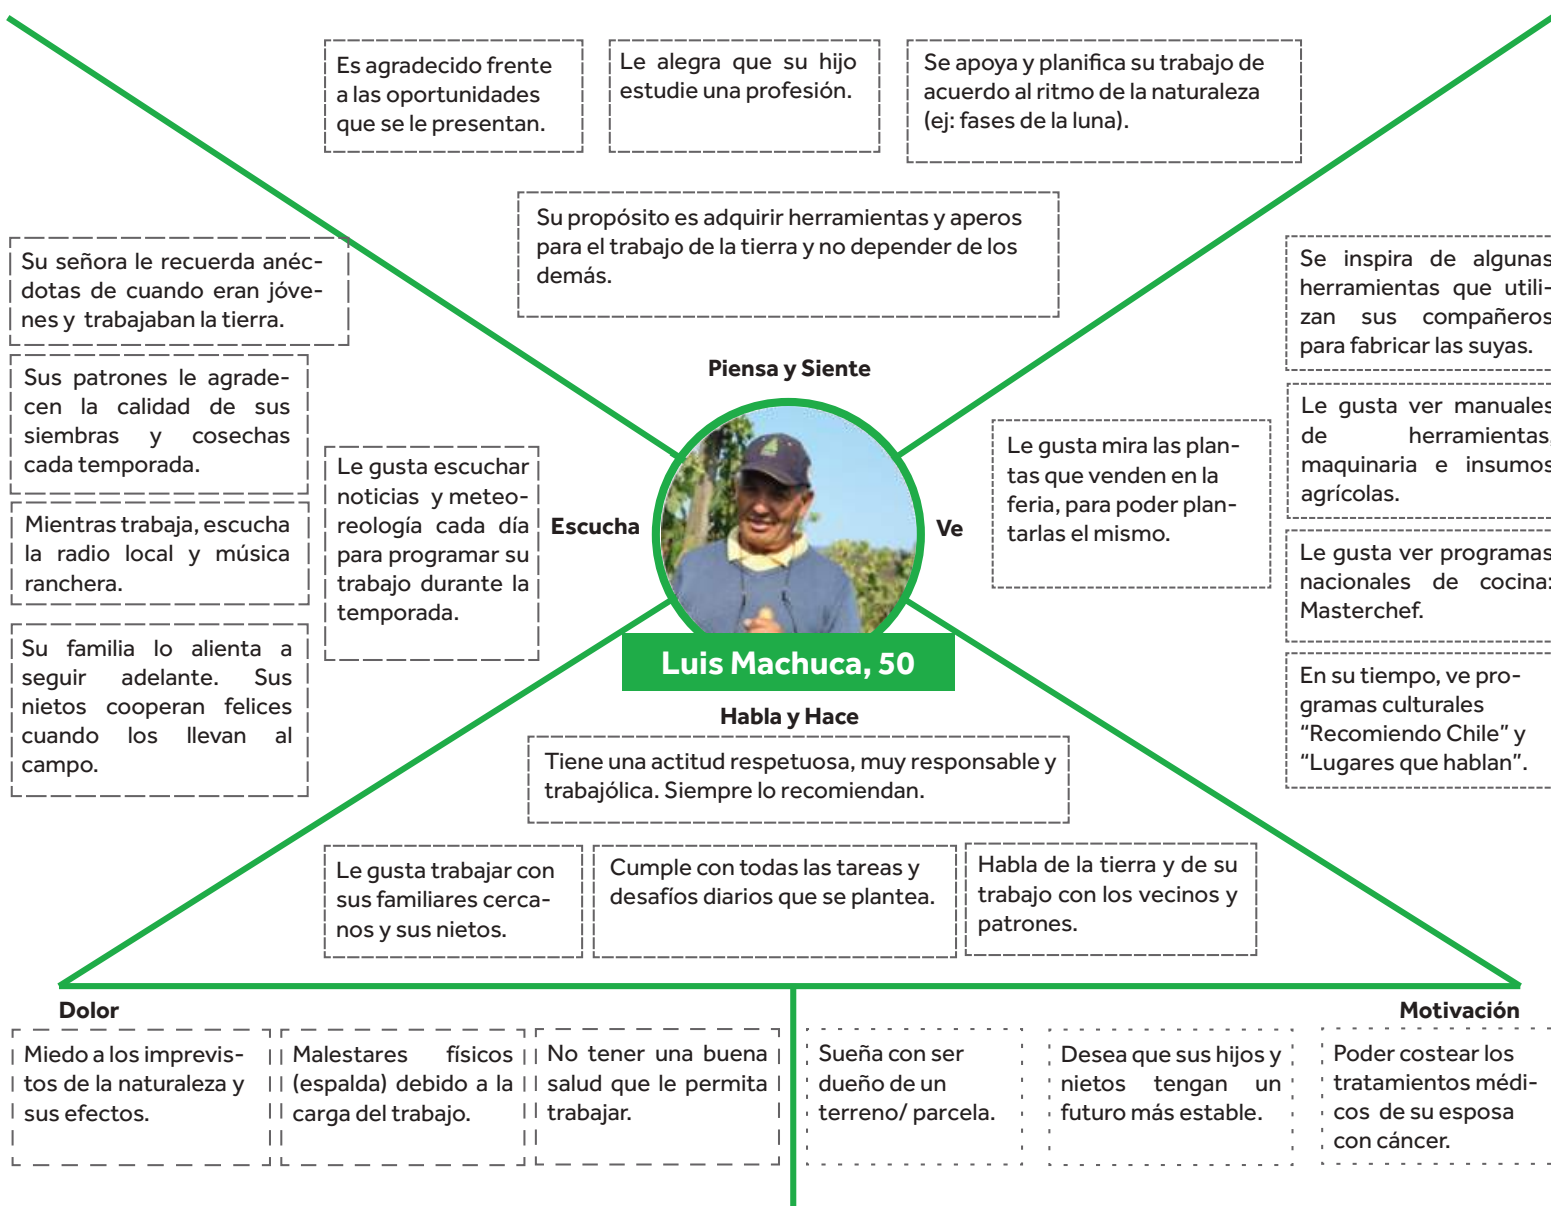 Es agradecido frente
a las oportunidades
que se le presentan.
Le alegra que su hijo
estudie una profesión.
Se apoya y planifica su trabajo de
acuerdo al ritmo de la naturaleza
(ej: fases de la luna).
Su propósito es adquirir herramientas y aperos
para el trabajo de la tierra y no depender de los
demás.
Piensa y Siente
Su señora le recuerda anéc-
dotas de cuando eran jóve-
nes y trabajaban la tierra.
Sus patrones le agrade-
cen la calidad de sus
siembras y cosechas
cada temporada.
Mientras trabaja, escucha
la radio local y música
ranchera.
Su familia lo alienta a
seguir adelante. Sus
nietos cooperan felices
cuando los llevan al
campo.
Le gusta escuchar
noticias y meteo-
reología cada día
para programar su
trabajo durante la
temporada.
Escucha
Ve
Le gusta mira las plan-
tas que venden en la
feria, para poder plan-
tarlas el mismo.
Se inspira de algunas
herramientas que utili-
zan sus compañeros
para fabricar las suyas.
Le gusta ver manuales
de herramientas,
maquinaria e insumos
agrícolas.
Le gusta ver programas
nacionales de cocina:
Masterchef.
En su tiempo, ve pro-
gramas culturales
“Recomiendo Chile” y
“Lugares que hablan”.
Luis Machuca, 50
Habla y Hace
Tiene una actitud respetuosa, muy responsable y
trabajólica. Siempre lo recomiendan.
Le gusta trabajar con
sus familiares cerca-
nos y sus nietos.
Cumple con todas las tareas y
desafíos diarios que se plantea.
Habla de la tierra y de su
trabajo con los vecinos y
patrones.
Dolor
Miedo a los imprevis-
tos de la naturaleza y
sus efectos.
Malestares físicos
(espalda) debido a la
carga del trabajo.
No tener una buena
salud que le permita
trabajar.
Motivación
Sueña con ser
dueño de un
terreno/ parcela.
Desea que sus hijos y
nietos tengan un
futuro más estable.
Poder costear los
tratamientos médi-
cos de su esposa
con cáncer.